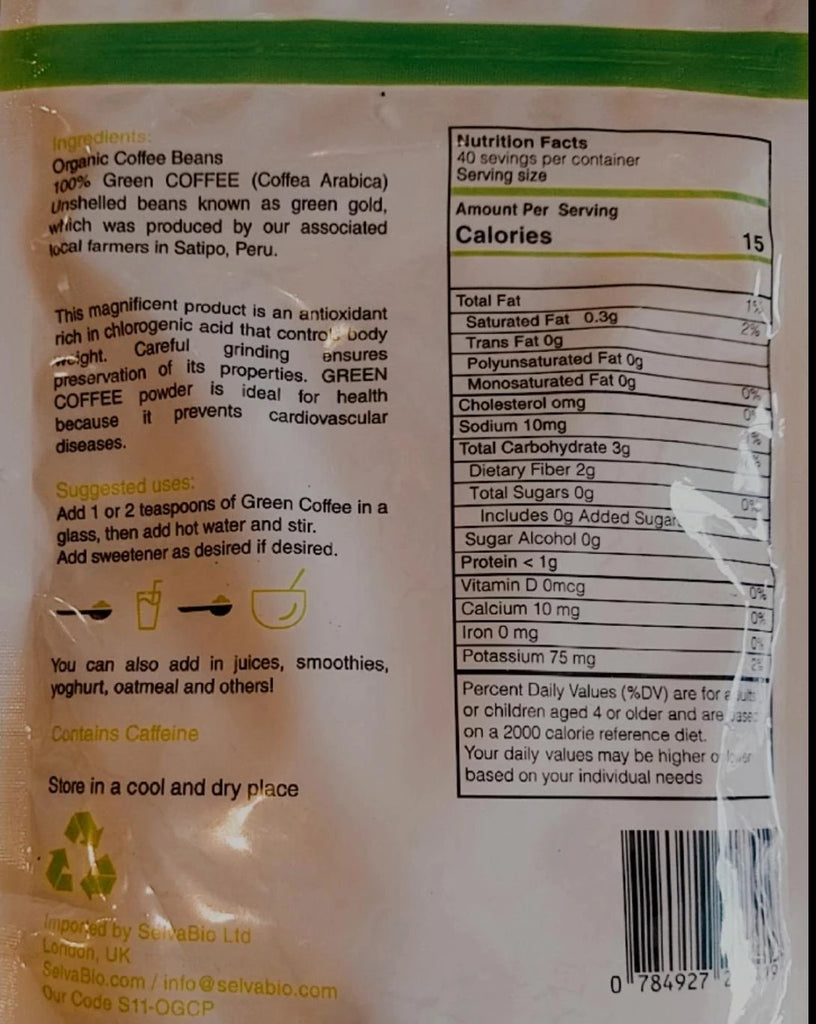 Ingredients:
Organic Coffee Beans
100% Green COFFEE (Coffea Arabica)
Unshelled beans known as green gold,
which was produced by our associated
local farmers in Satipo, Peru.
This magnificent product is an antioxidant
rich in chlorogenic acid that body
weight. Careful grinding ensures
preservation of its properties. GREEN
COFFEE powder is ideal for health
because it prevents cardiovascular
diseases.
Suggested uses:
Add 1 or 2 teaspoons of Green Coffee in a
glass, then add hot water and stir.
Add sweetener as desired if desired.
You can also add in juices, smoothies,
yoghurt, oatmeal and others!
Contains Caffeine
Store in a cool and dry place
Imported by SelvaBio Ltd
London, UK
SelvaBio.com / info@selvabio.com
Our Code S11-OGCP
Nutrition Facts
40 sevings per container
Serving size
Amount Per Serving
Calories 15
Total Fat 1%
Saturated Fat 0.3g 2%
Trans Fat 0g
Polyunsaturated Fat 0g
Monosaturated Fat 0g
Cholesterol omg 0%
Sodium 10mg
Total Carbohydrate 3g
Dietary Fiber 2g
Total Sugars 0g
Includes 0g Added
Sugar Alcohol 0g
Protein < 1g
Vitamin D 0mcg 0%
Calcium 10 mg 0%
Iron 0 mg 0%
Potassium 75 mg 2%
Percent Daily Values (%DV) are for adults
or children aged 4 or older and are based
on a 2000 calorie reference diet.
Your daily values may be higher or lower
based on your individual needs
0 784927